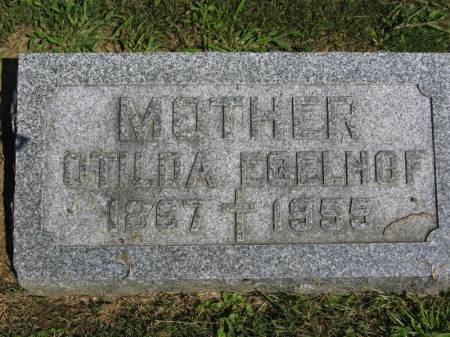 MOTHER
OTILDA EGELHOF
1867 † 1955